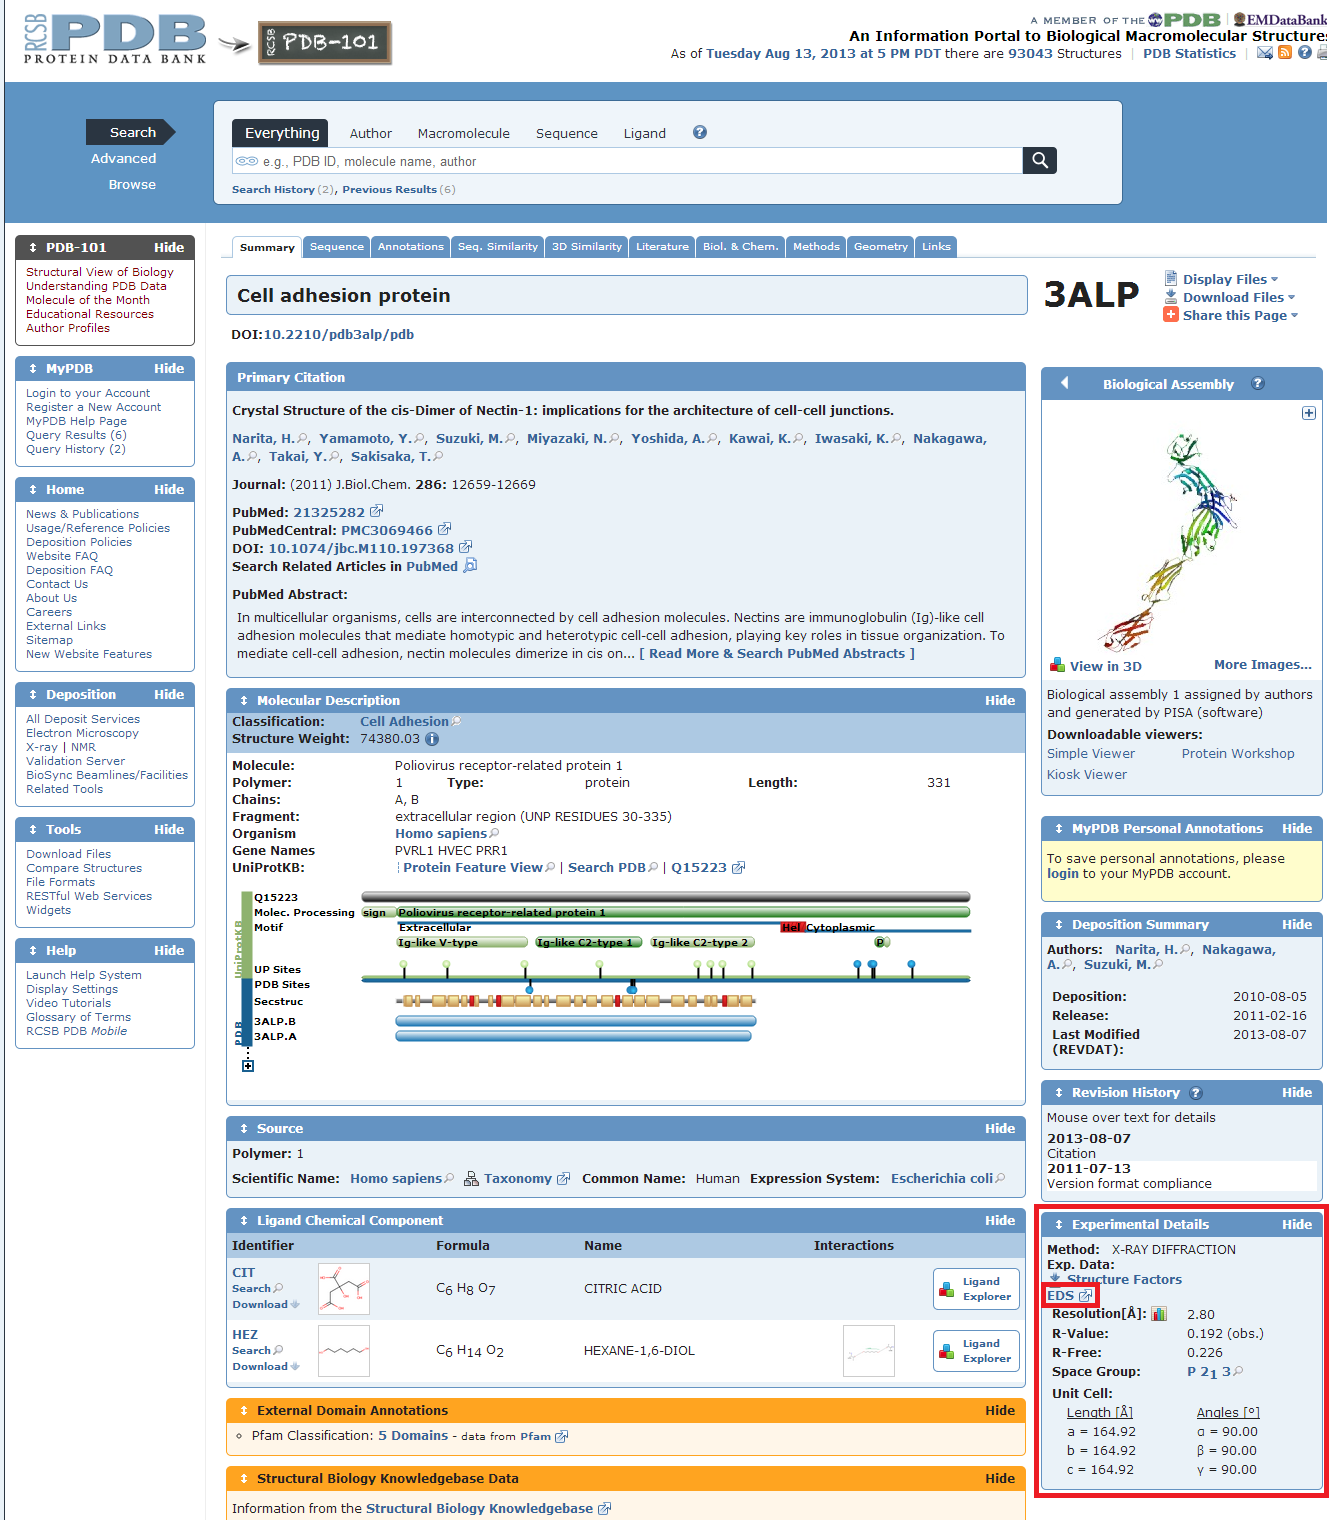 RCSB PDB
PROTEIN DATA BANK
RCSB PDB-101
A MEMBER OF THE wwPDB | EMDataBank
An Information Portal to Biological Macromolecular Structures
As of Tuesday Aug 13, 2013 at 5 PM PDT there are 93043 Structures | PDB Statistics |
Search
Advanced
Browse
Everything Author Macromolecule Sequence Ligand ?
e.g., PDB ID, molecule name, author
Search History (2), Previous Results (6)
PDB-101 Hide
Structural View of Biology
Understanding PDB Data
Molecule of the Month
Educational Resources
Author Profiles
MyPDB Hide
Login to your Account
Register a New Account
MyPDB Help Page
Query Results (6)
Query History (2)
Home Hide
News & Publications
Usage/Reference Policies
Deposition Policies
Website FAQ
Deposition FAQ
Contact Us
About Us
Careers
External Links
Sitemap
New Website Features
Deposition Hide
All Deposit Services
Electron Microscopy
X-ray | NMR
Validation Server
BioSync Beamlines/Facilities
Related Tools
Tools Hide
Download Files
Compare Structures
File Formats
RESTful Web Services
Widgets
Help Hide
Launch Help System
Display Settings
Video Tutorials
Glossary of Terms
RCSB PDB Mobile
Summary Sequence Annotations Seq. Similarity 3D Similarity Literature Biol. & Chem. Methods Geometry Links
Cell adhesion protein
DOI:10.2210/pdb3alp/pdb
3ALP
Display Files
Download Files
Share this Page
Primary Citation
Crystal Structure of the cis-Dimer of Nectin-1: implications for the architecture of cell-cell junctions.
Narita, H., Yamamoto, Y., Suzuki, M., Miyazaki, N., Yoshida, A., Kawai, K., Iwasaki, K., Nakagawa,
A., Takai, Y., Sakisaka, T.
Journal: (2011) J.Biol.Chem. 286: 12659-12669
PubMed: 21325282
PubMedCentral: PMC3069466
DOI: 10.1074/jbc.M110.197368
Search Related Articles in PubMed
PubMed Abstract:
In multicellular organisms, cells are interconnected by cell adhesion molecules. Nectins are immunoglobulin (Ig)-like cell
adhesion molecules that mediate homotypic and heterotypic cell-cell adhesion, playing key roles in tissue organization. To
mediate cell-cell adhesion, nectin molecules dimerize in cis on... [ Read More & Search PubMed Abstracts ]
Molecular Description Hide
Classification: Cell Adhesion
Structure Weight: 74380.03
Molecule: Poliovirus receptor-related protein 1
Polymer: 1 Type: protein Length: 331
Chains: A, B
Fragment: extracellular region (UNP RESIDUES 30-335)
Organism Homo sapiens
Gene Names PVRL1 HVEC PRR1
UniProtKB: Protein Feature View | Search PDB | Q15223
UniProtKB
PDB
Q15223
Molec. Processing sign Poliovirus receptor-related protein 1
Motif Extracellular Hel Cytoplasmic
Ig-like V-type Ig-like C2-type 1 Ig-like C2-type 2 P
UP Sites
PDB Sites
Secstruc
3ALP.B
3ALP.A
Source Hide
Polymer: 1
Scientific Name: Homo sapiens Taxonomy Common Name: Human Expression System: Escherichia coli
Ligand Chemical Component Hide
Identifier Formula Name Interactions
CIT
Search
Download
C6 H8 O7 CITRIC ACID
Ligand
Explorer
HEZ
Search
Download
C6 H14 O2 HEXANE-1,6-DIOL
Ligand
Explorer
External Domain Annotations Hide
Pfam Classification: 5 Domains - data from Pfam
Structural Biology Knowledgebase Data Hide
Information from the Structural Biology Knowledgebase
Biological Assembly ?
View in 3D More Images...
Biological assembly 1 assigned by authors
and generated by PISA (software)
Downloadable viewers:
Simple Viewer Protein Workshop
Kiosk Viewer
MyPDB Personal Annotations Hide
To save personal annotations, please
login to your MyPDB account.
Deposition Summary Hide
Authors: Narita, H., Nakagawa,
A., Suzuki, M.
Deposition: 2010-08-05
Release: 2011-02-16
Last Modified 2013-08-07
(REVDAT):
Revision History ? Hide
Mouse over text for details
2013-08-07
Citation
2011-07-13
Version format compliance
Experimental Details Hide
Method: X-RAY DIFFRACTION
Exp. Data:
Structure Factors
EDS
Resolution[Å]: 2.80
R-Value: 0.192 (obs.)
R-Free: 0.226
Space Group: P 21 3
Unit Cell:
Length [Å] Angles [°]
a = 164.92 α = 90.00
b = 164.92 β = 90.00
c = 164.92 γ = 90.00